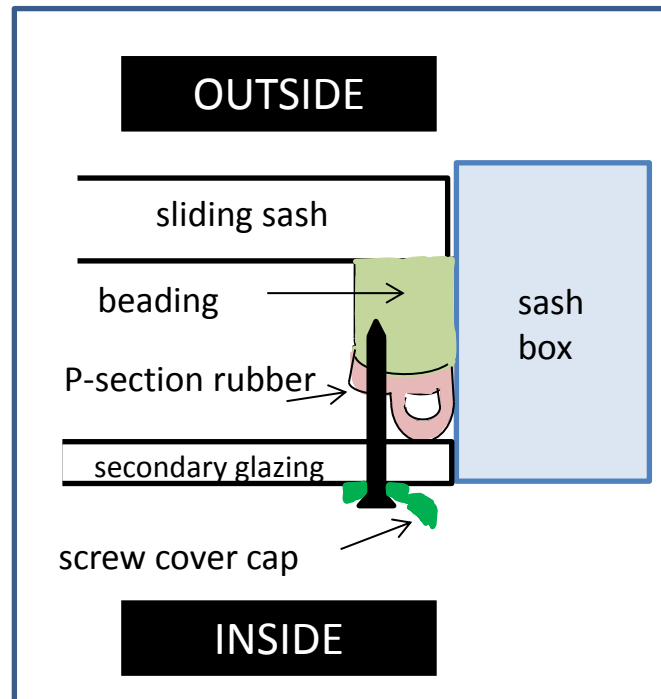 OUTSIDE
sliding sash
beading
sash
box
P-section rubber
secondary glazing
screw cover cap
INSIDE